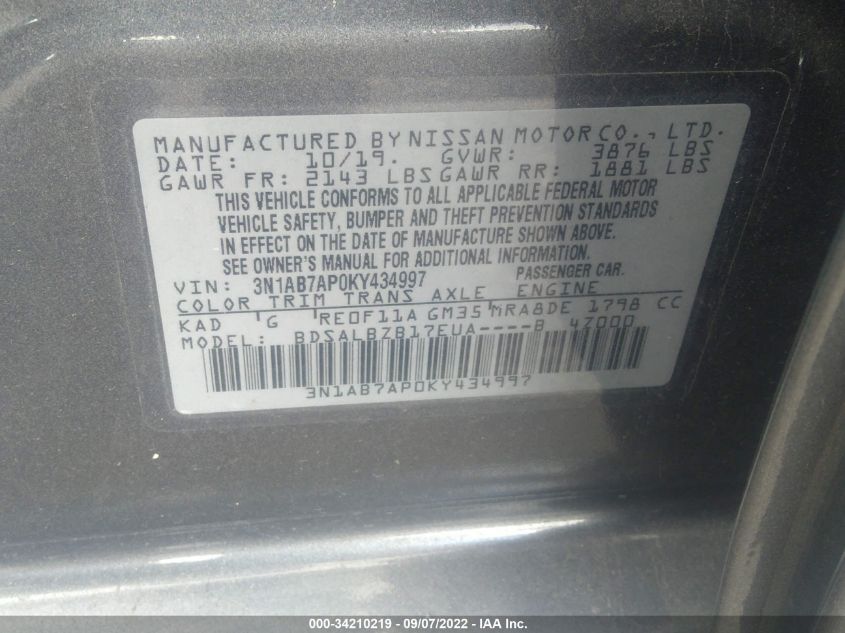 MANUFACTURED BY NISSAN MOTOR CO., LTD.
DATE: 10/19. GVWR: 3876 LBS
GAWR FR: 2143 LBS GAWR RR: 1881 LBS
THIS VEHICLE CONFORMS TO ALL APPLICABLE FEDERAL MOTOR
VEHICLE SAFETY, BUMPER AND THEFT PREVENTION STANDARDS
IN EFFECT ON THE DATE OF MANUFACTURE SHOWN ABOVE.
SEE OWNER'S MANUAL FOR ADDITIONAL INFORMATION.
VIN: 3N1AB7AP0KY434997 PASSENGER CAR.
COLOR TRIM TRANS AXLE ENGINE
KAD G RE0F11A GM35 MRA8DE 1798 CC
MODEL: BDSALBZB17EUA----B 4Z000
3N1AB7AP0KY434997
000-34210219 - 09/07/2022 - IAA Inc.